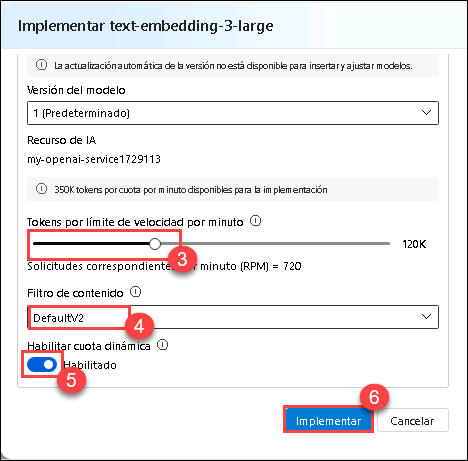 Implementar text-embedding-3-large
La actualización automática de la versión no está disponible para insertar y ajustar modelos.
Versión del modelo
1 (Predeterminado)
Recurso de IA
my-openai-service1729113
350K tokens por cuota por minuto disponibles para la implementación
Tokens por límite de velocidad por minuto
120K
3
Solicitudes correspondientes por minuto (RPM) = 720
Filtro de contenido
DefaultV2
4
Habilitar cuota dinámica
Habilitado
5
6
Implementar
Cancelar